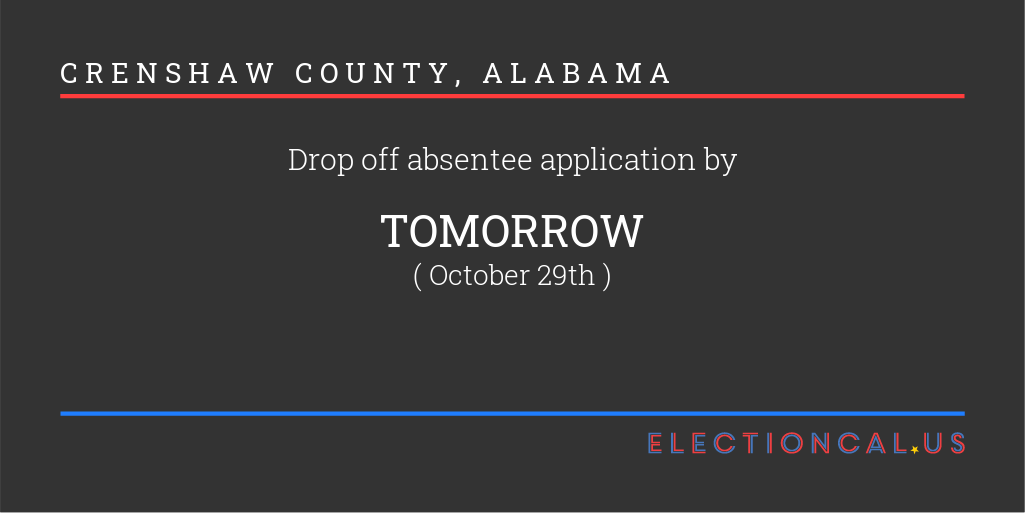 CRENSHAW COUNTY, ALABAMA
Drop off absentee application by
TOMORROW
( October 29th )
ELECTIONCAL.US